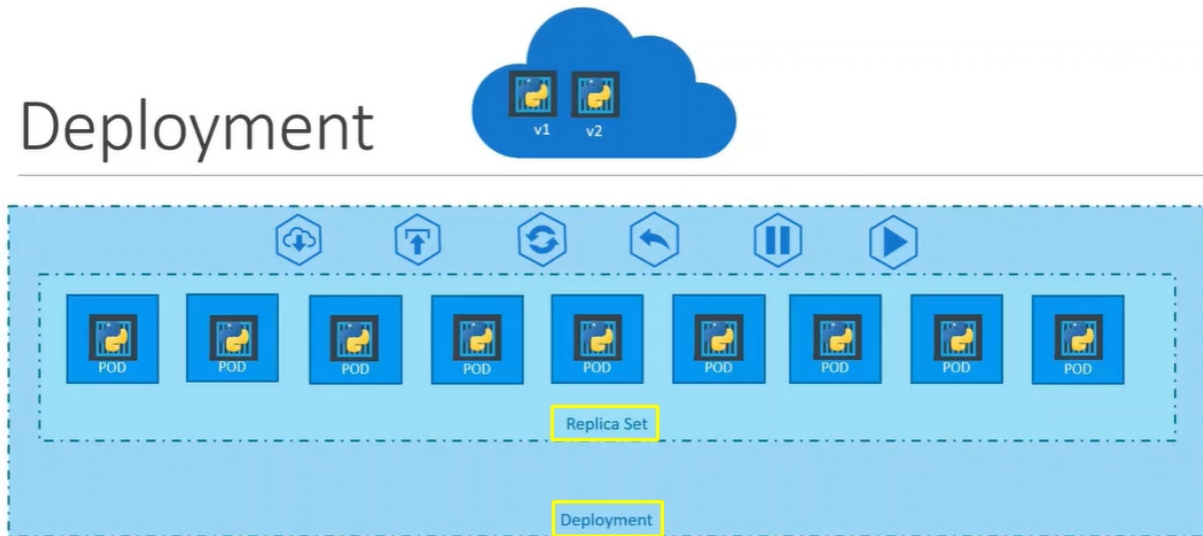 Deployment
v1 v2
POD POD POD POD POD POD POD POD POD
Replica Set
Deployment